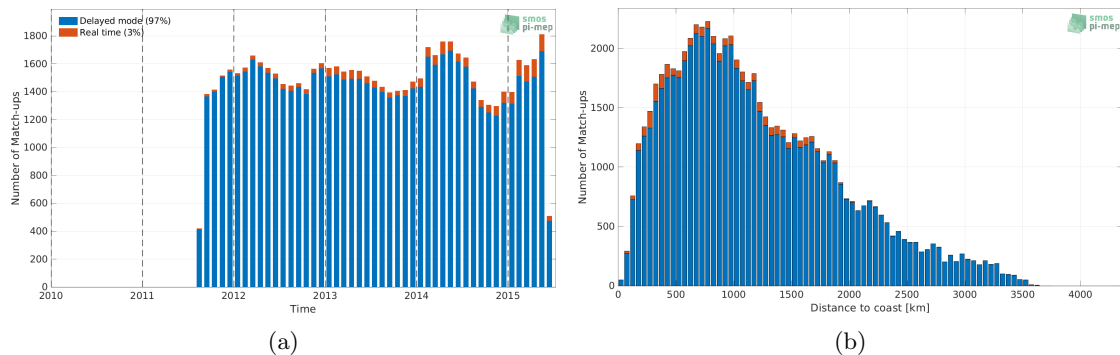 Delayed mode (97%)
Real time (3%)
smos
pi-mep
Number of Match-ups
1800
1600
1400
1200
1000
800
600
400
200
0
2010
2011
2012
2013
2014
2015
Time
(a)
smos
pi-mep
Number of Match-ups
2000
1500
1000
500
0
0
500
1000
1500
2000
2500
3000
3500
4000
Distance to coast [km]
(b)